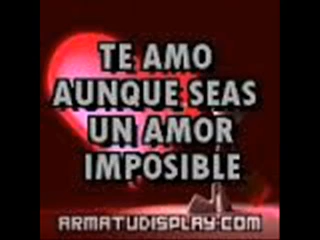 TE AMO
AUNQUE SEAS
UN AMOR
IMPOSIBLE
ARMATUDISPLAY.COM